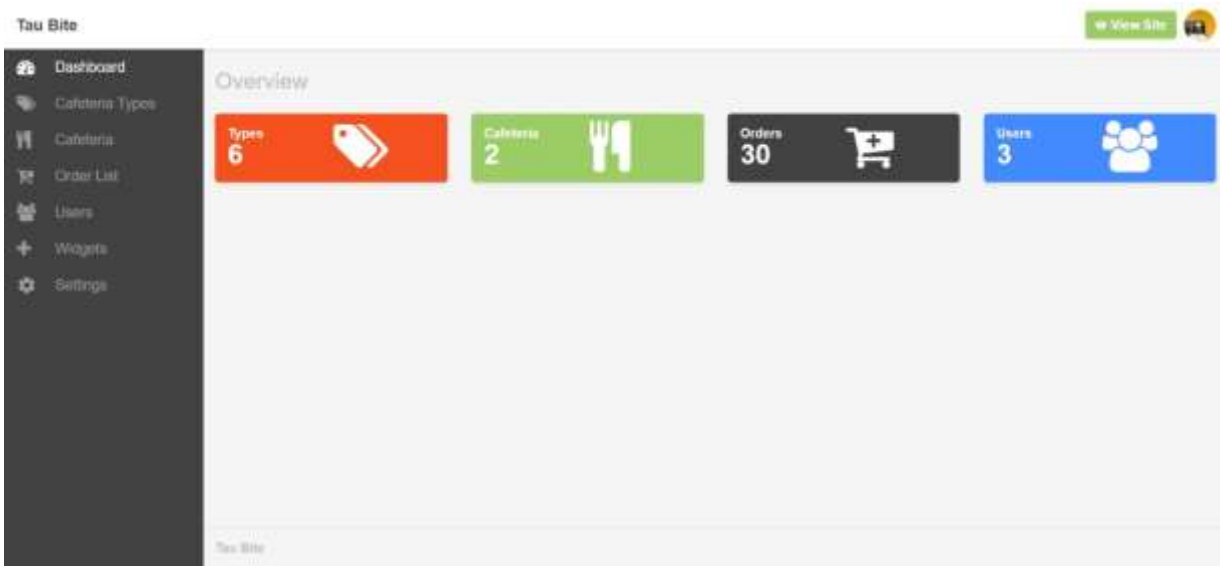 Tau Bite
View Site
Dashboard
Cafeteria Types
Cafeteria
Order List
Users
Widgets
Settings
Overview
Types
6
Cafeteria
2
Orders
30
Users
3
Tau Bite